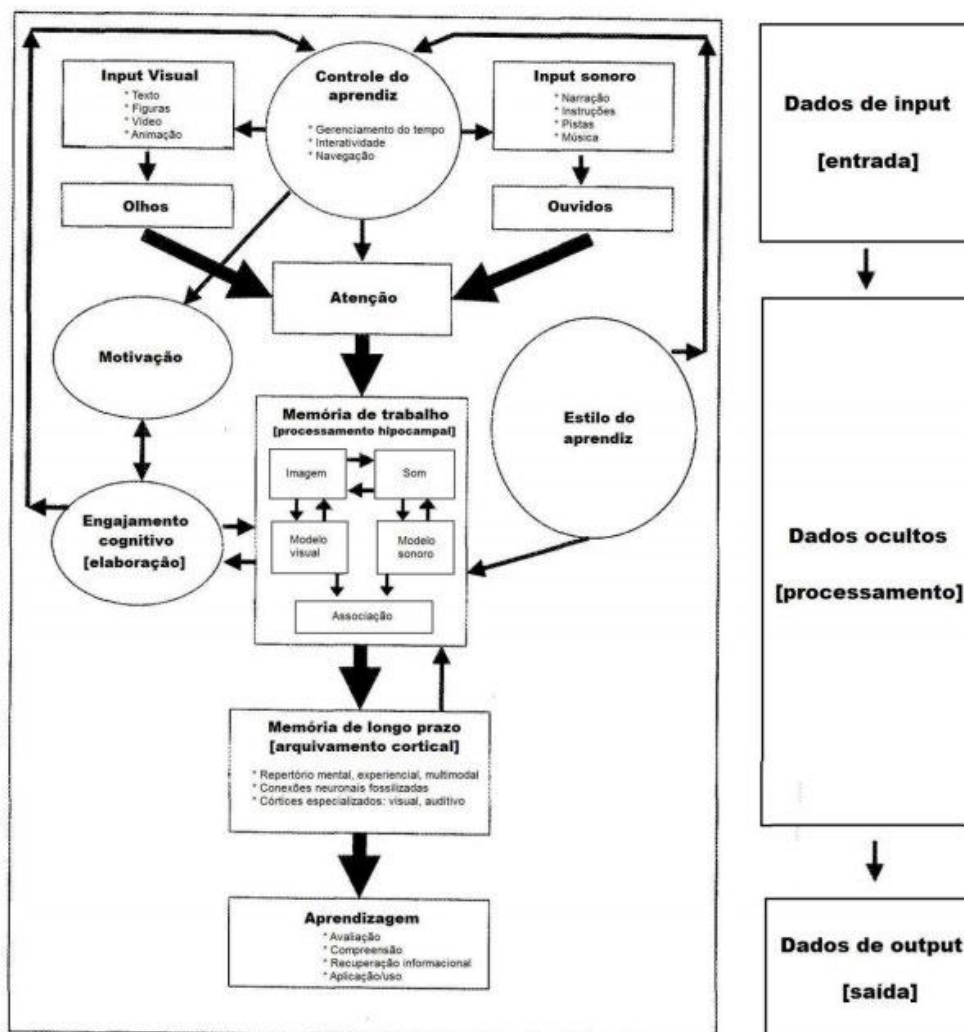 Input Visual
* Texto
* Figuras
* Vídeo
* Animação
Controle do
aprendiz
* Gerenciamento do tempo
* Interatividade
* Navegação
Input sonoro
* Narração
* Instruções
* Pistas
* Música
Olhos
Ouvidos
Atenção
Motivação
Memória de trabalho
[processamento hipocampal]
Imagem
Som
Modelo
visual
Modelo
sonoro
Associação
Estilo do
aprendiz
Engajamento
cognitivo
[elaboração]
Memória de longo prazo
[arquivamento cortical]
* Repertório mental, experiencial, multimodal
* Conexões neuronais fossilizadas
* Córtices especializados: visual, auditivo
Aprendizagem
* Avaliação
* Compreensão
* Recuperação informacional
* Aplicação/uso
Dados de input
[entrada]
Dados ocultos
[processamento]
Dados de output
[saída]